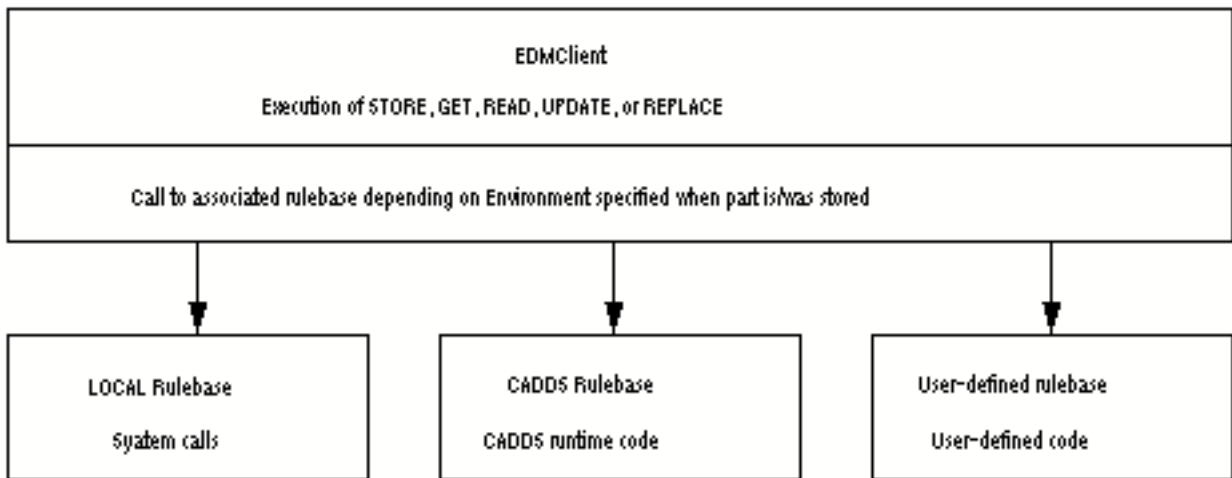 EDMClient
Execution of STORE, GET, READ, UPDATE, or REPLACE
Call to associated rulebase depending on Environment specified when part is/was stored
LOCAL Rulebase
System calls
CADDS Rulebase
CADDS runtime code
User-defined rulebase
User-defined code